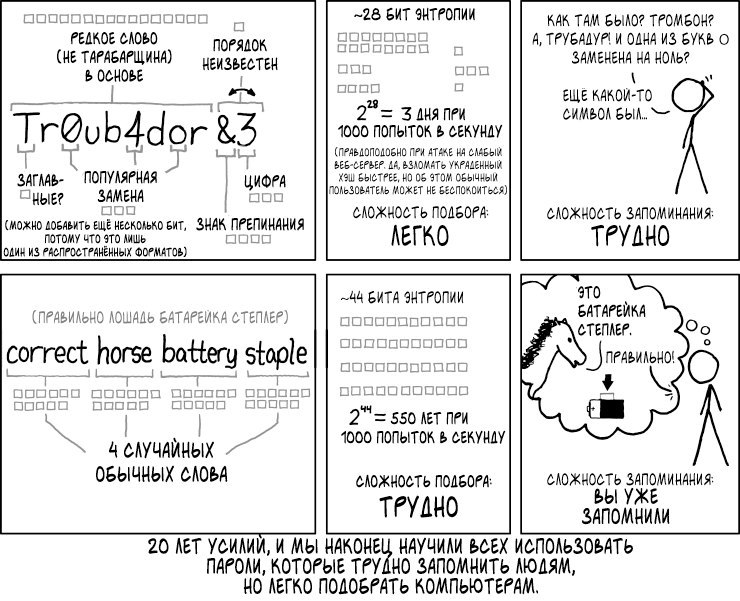 РЕДКОЕ СЛОВО
(НЕ ТАРАБАРЩИНА)
В ОСНОВЕ
ПОРЯДОК
НЕИЗВЕСТЕН
Tr0ub4dor &3
ЗАГЛАВ-
НЫЕ?
ПОПУЛЯРНАЯ
ЗАМЕНА
ЦИФРА
ЗНАК ПРЕПИНАНИЯ
(МОЖНО ДОБАВИТЬ ЕЩЁ НЕСКОЛЬКО БИТ,
ПОТОМУ ЧТО ЭТО ЛИШЬ
ОДИН ИЗ РАСПРОСТРАНЁННЫХ ФОРМАТОВ)
~28 БИТ ЭНТРОПИИ
2^28 = 3 ДНЯ ПРИ
1000 ПОПЫТОК В СЕКУНДУ
(ПРАВДОПОДОБНО ПРИ АТАКЕ НА СЛАБЫЙ
ВЕБ-СЕРВЕР. ДА, ВЗЛОМАТЬ УКРАДЕННЫЙ
ХЭШ БЫСТРЕЕ, НО ОБ ЭТОМ ОБЫЧНЫЙ
ПОЛЬЗОВАТЕЛЬ МОЖЕТ НЕ БЕСПОКОИТЬСЯ)
СЛОЖНОСТЬ ПОДБОРА:
ЛЕГКО
КАК ТАМ БЫЛО? ТРОМБОН?
А, ТРУБАДУР! И ОДНА ИЗ БУКВ О
ЗАМЕНЕНА НА НОЛЬ?
ЕЩЁ КАКОЙ-ТО
СИМВОЛ БЫЛ...
СЛОЖНОСТЬ ЗАПОМИНАНИЯ:
ТРУДНО
(ПРАВИЛЬНО ЛОШАДЬ БАТАРЕЙКА СТЕПЛЕР)
correct horse battery staple
4 СЛУЧАЙНЫХ
ОБЫЧНЫХ СЛОВА
~44 БИТА ЭНТРОПИИ
2^44 = 550 ЛЕТ ПРИ
1000 ПОПЫТОК В СЕКУНДУ
СЛОЖНОСТЬ ПОДБОРА:
ТРУДНО
ЭТО
БАТАРЕЙКА
СТЕПЛЕР.
ПРАВИЛЬНО!
СЛОЖНОСТЬ ЗАПОМИНАНИЯ:
ВЫ УЖЕ
ЗАПОМНИЛИ
20 ЛЕТ УСИЛИЙ, И МЫ НАКОНЕЦ НАУЧИЛИ ВСЕХ ИСПОЛЬЗОВАТЬ
ПАРОЛИ, КОТОРЫЕ ТРУДНО ЗАПОМНИТЬ ЛЮДЯМ,
НО ЛЕГКО ПОДОБРАТЬ КОМПЬЮТЕРАМ.